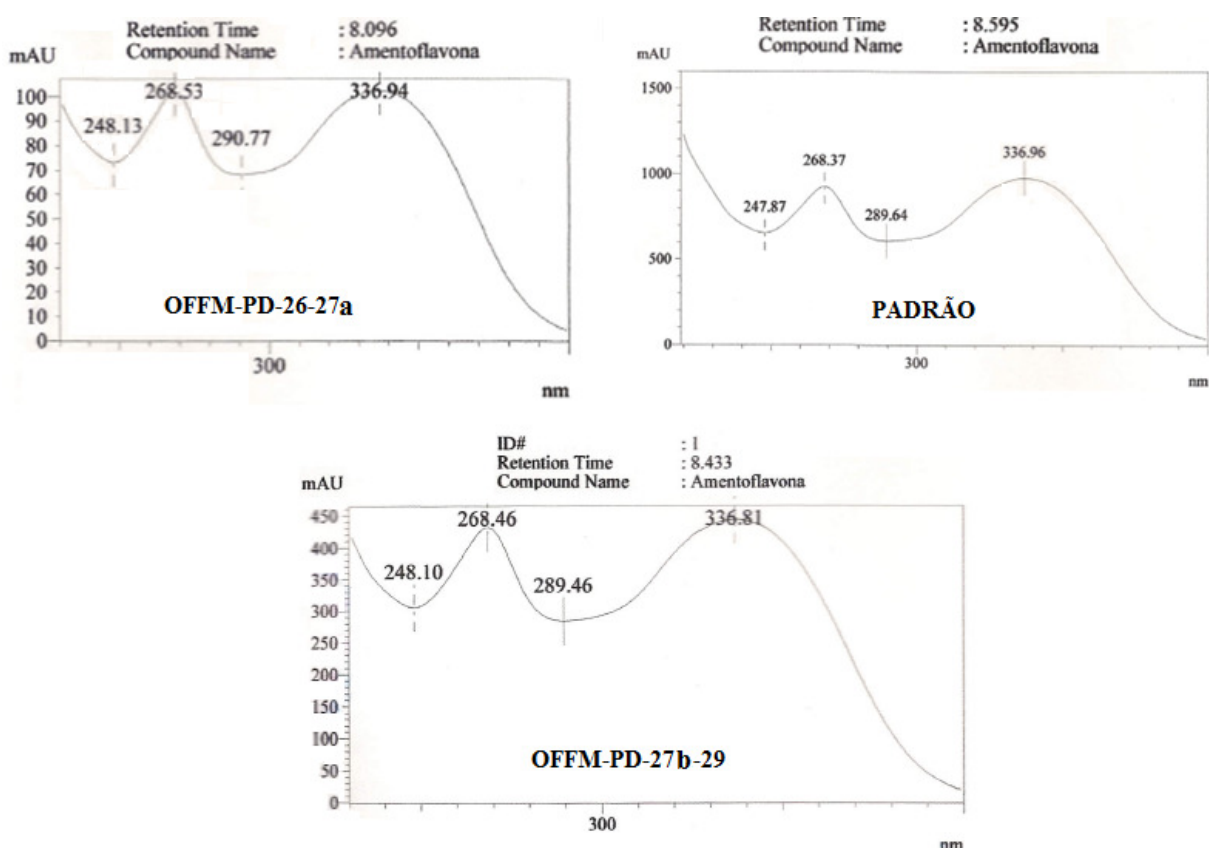 Retention Time : 8.096
Compound Name : Amentoflavona
mAU
100
90
80
70
60
50
40
30
20
10
0
248.13
268.53
290.77
336.94
OFFM-PD-26-27a
300
nm
Retention Time : 8.595
Compound Name : Amentoflavona
mAU
1500
1000
500
0
247.87
268.37
289.64
336.96
PADRÃO
300
nm
ID# : 1
Retention Time : 8.433
Compound Name : Amentoflavona
mAU
450
400
350
300
250
200
150
100
50
0
248.10
268.46
289.46
336.81
OFFM-PD-27b-29
300
nm